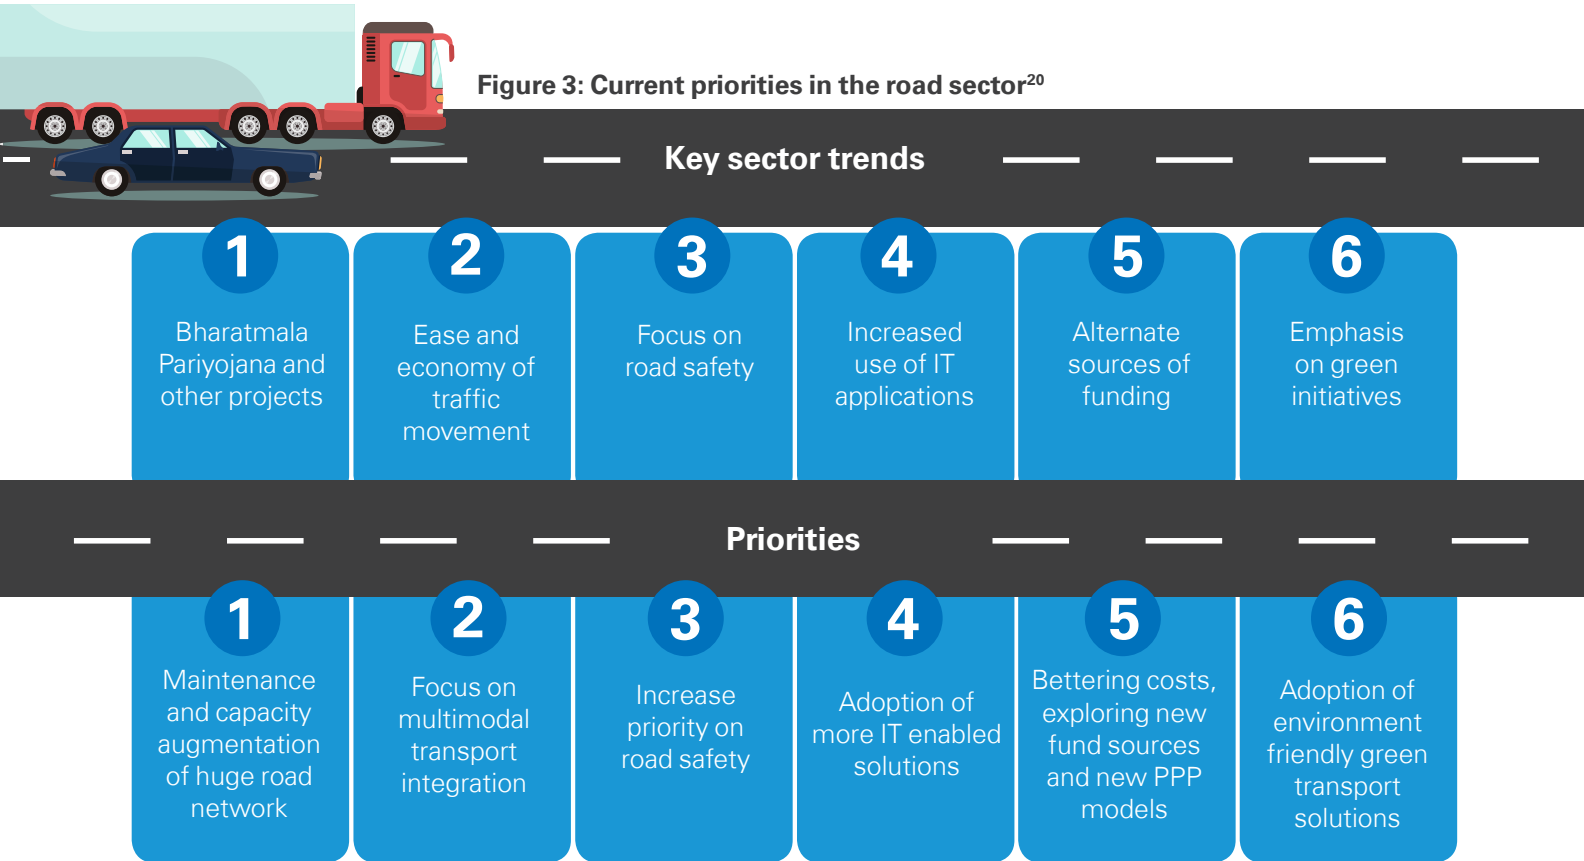 Figure 3: Current priorities in the road sector20
Key sector trends
1
Bharatmala
Pariyojana and
other projects
2
Ease and
economy of
traffic
movement
3
Focus on
road safety
4
Increased
use of IT
applications
5
Alternate
sources of
funding
6
Emphasis
on green
initiatives
Priorities
1
Maintenance
and capacity
augmentation
of huge road
network
2
Focus on
multimodal
transport
integration
3
Increase
priority on
road safety
4
Adoption of
more IT enabled
solutions
5
Bettering costs,
exploring new
fund sources
and new PPP
models
6
Adoption of
environment
friendly green
transport
solutions